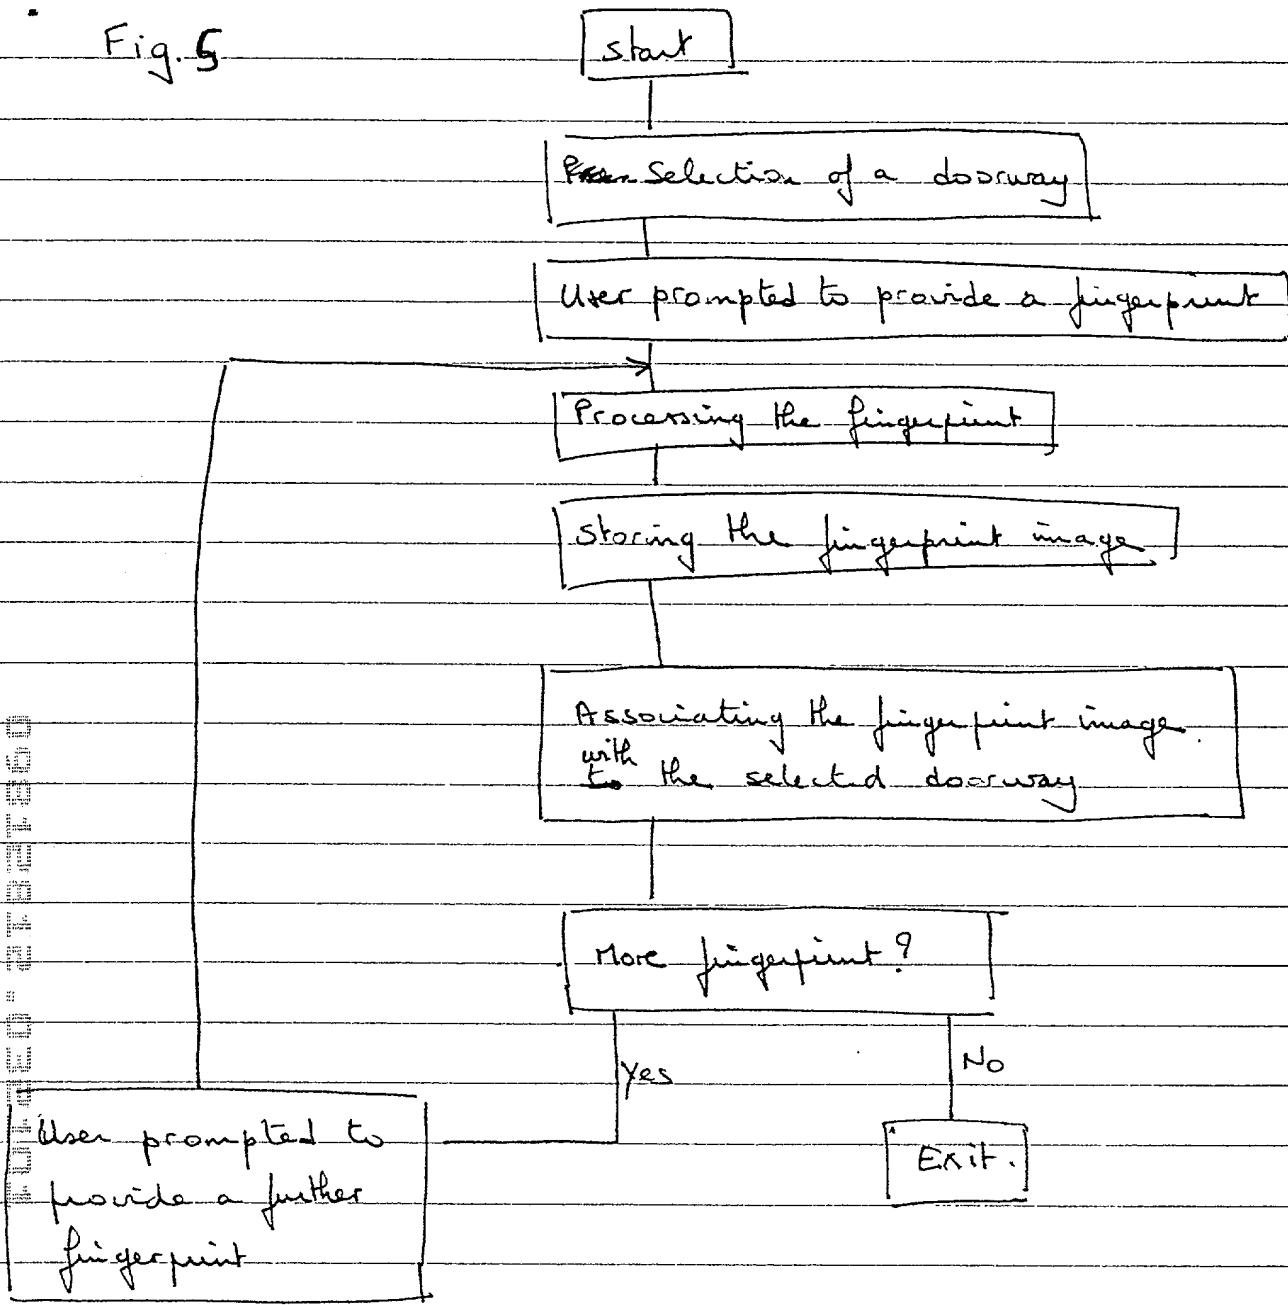 Fig. 5
start
Selection of a doorway
User prompted to provide a fingerprint
Processing the fingerprint
Storing the fingerprint image
Associating the fingerprint image
with
to the selected doorway
More fingerprint?
Yes
No
User prompted to
provide a further
fingerprint
Exit.